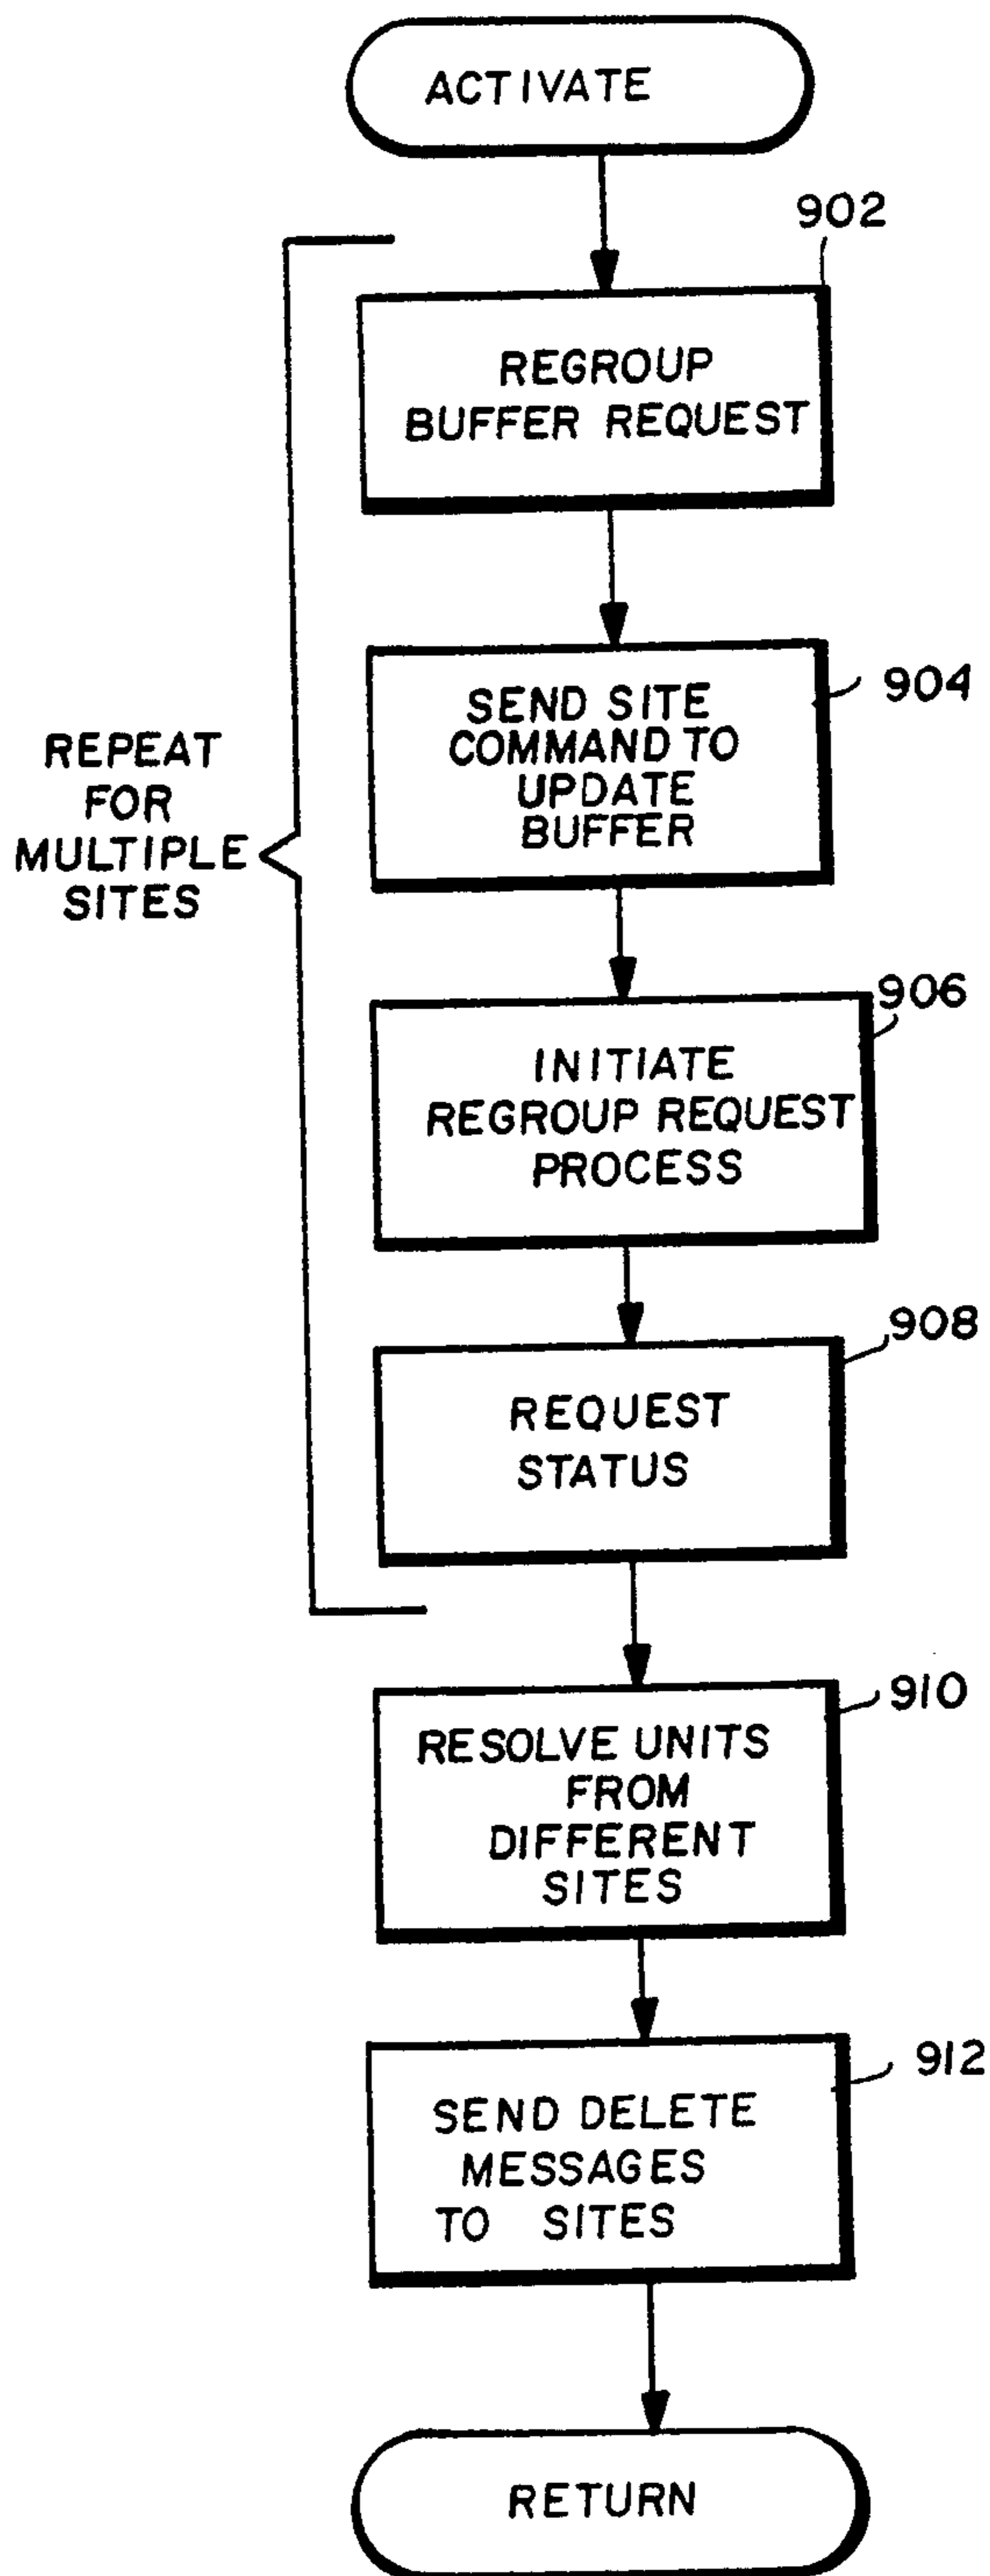 ACTIVATE
902
REGROUP
BUFFER REQUEST
904
SEND SITE
COMMAND TO
UPDATE
BUFFER
REPEAT
FOR
MULTIPLE
SITES
906
INITIATE
REGROUP REQUEST
PROCESS
908
REQUEST
STATUS
910
RESOLVE UNITS
FROM
DIFFERENT
SITES
912
SEND DELETE
MESSAGES
TO SITES
RETURN